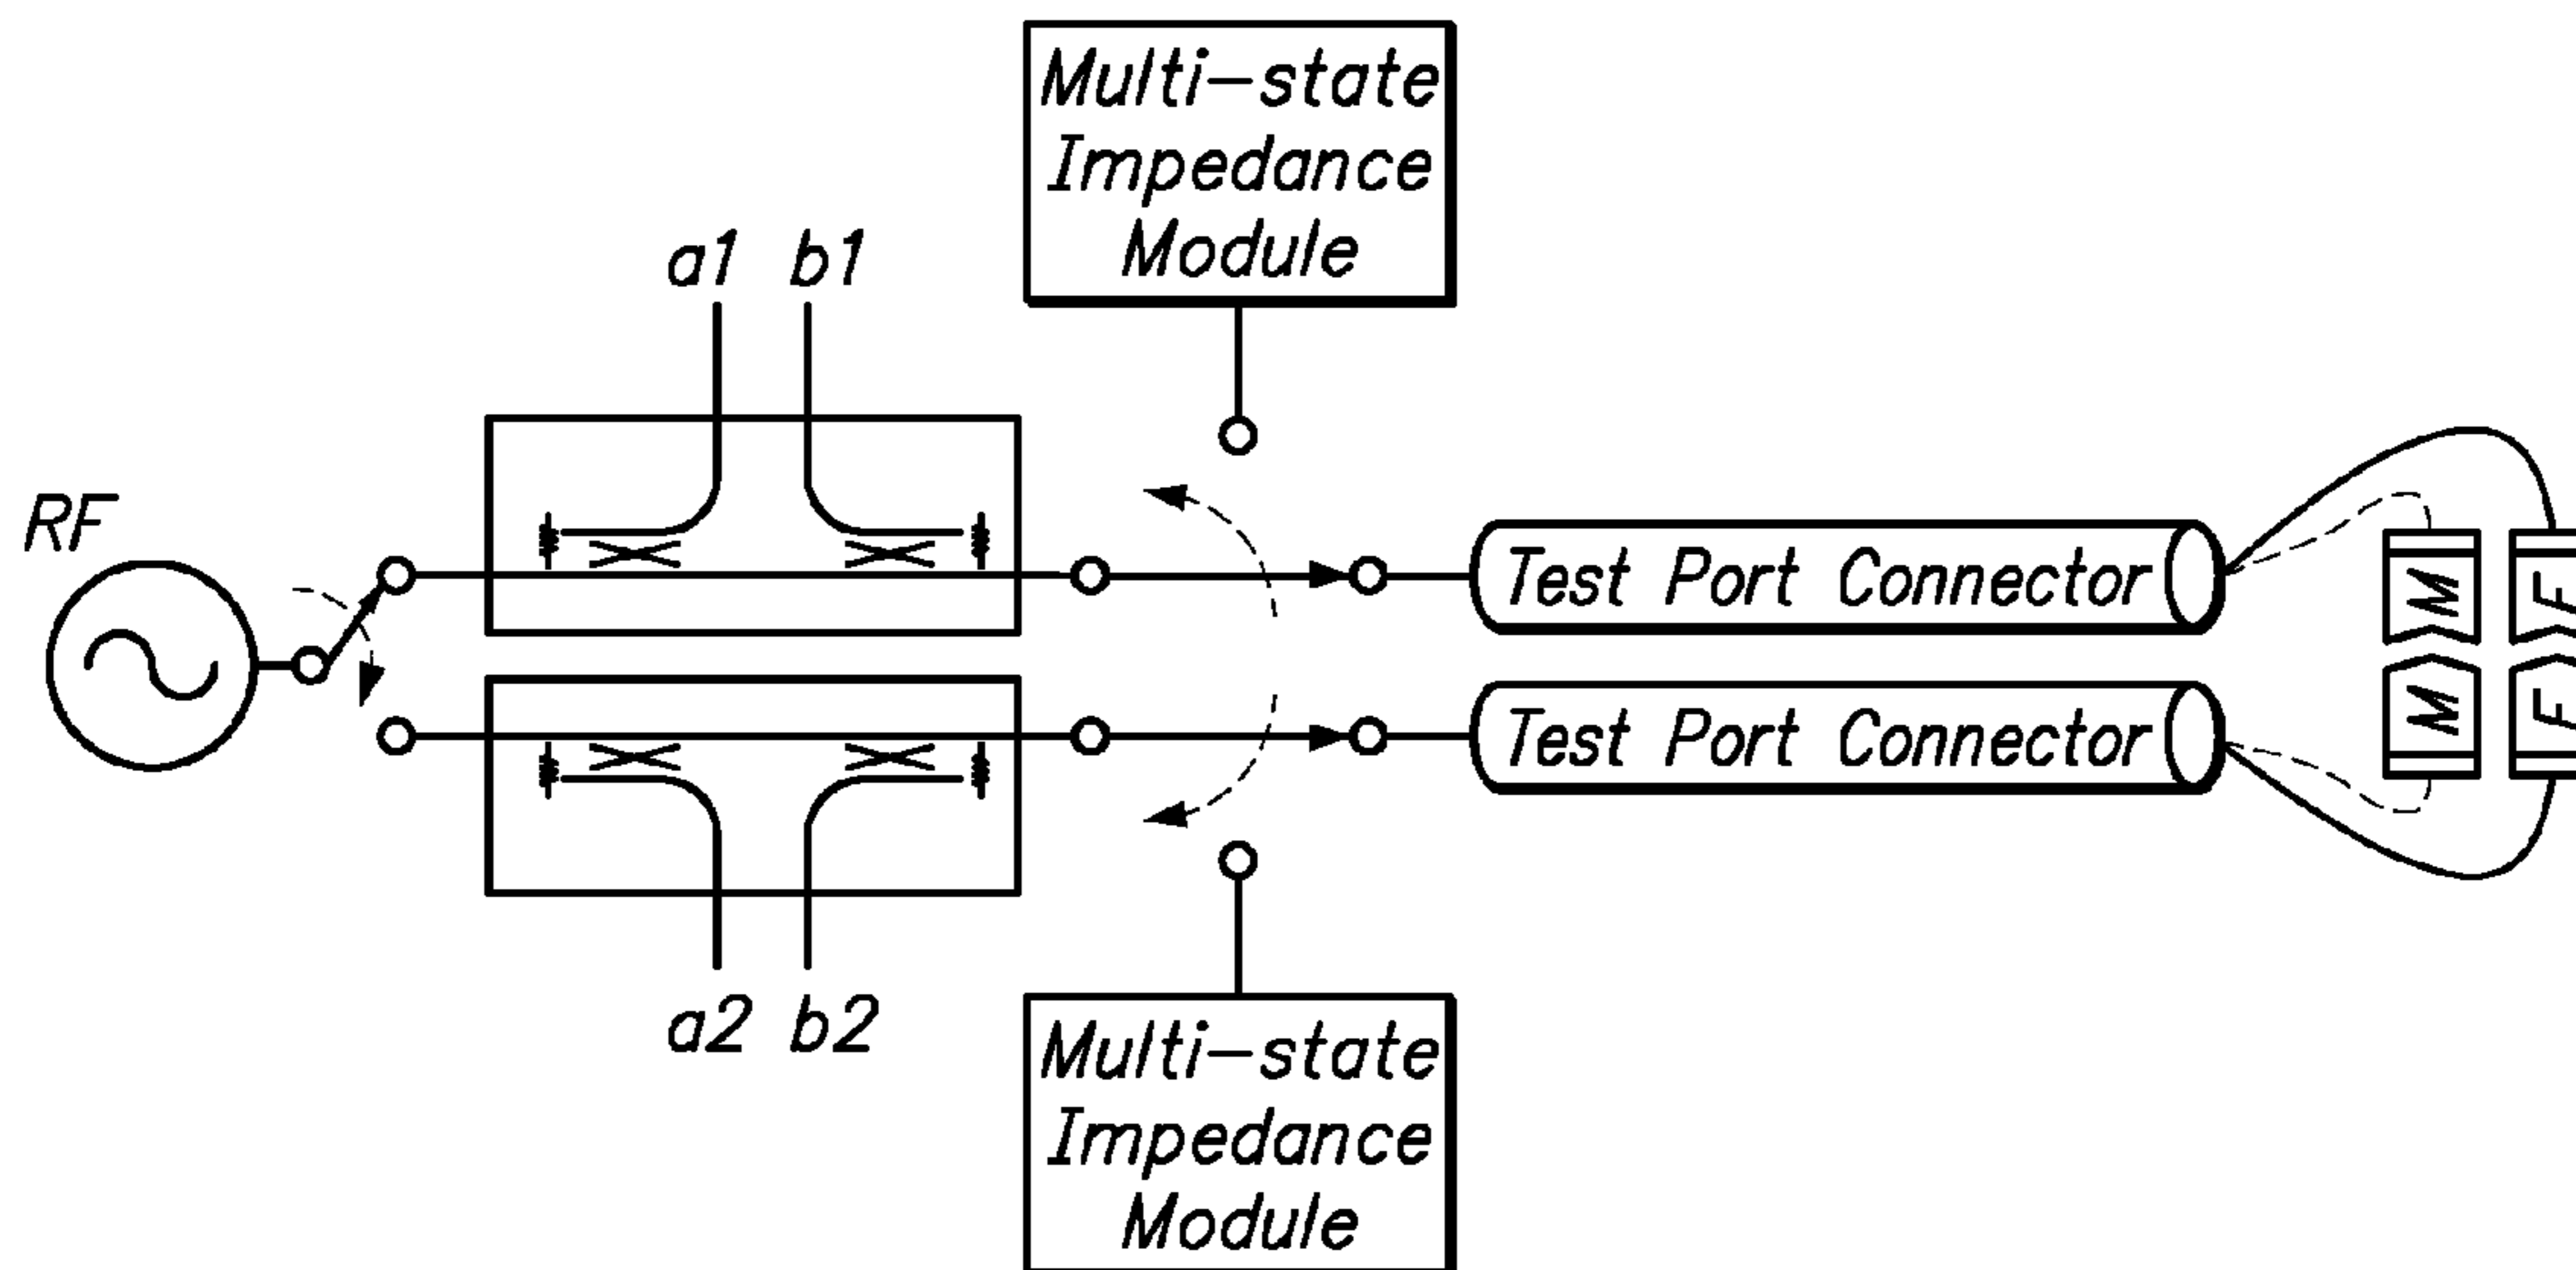 Multi-state
Impedance
Module
a1 b1
RF
Test Port Connector
M F
Test Port Connector
M F
a2 b2
Multi-state
Impedance
Module